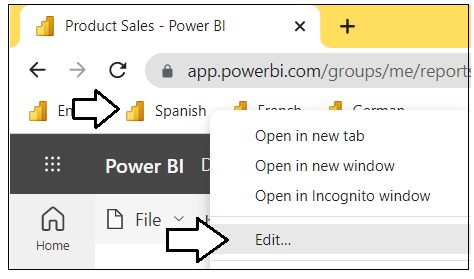 Product Sales - Power BI
app.powerbi.com/groups/me/reports
Spanish French German
Open in new tab
Open in new window
Open in Incognito window
Power BI
File
Edit...
Home